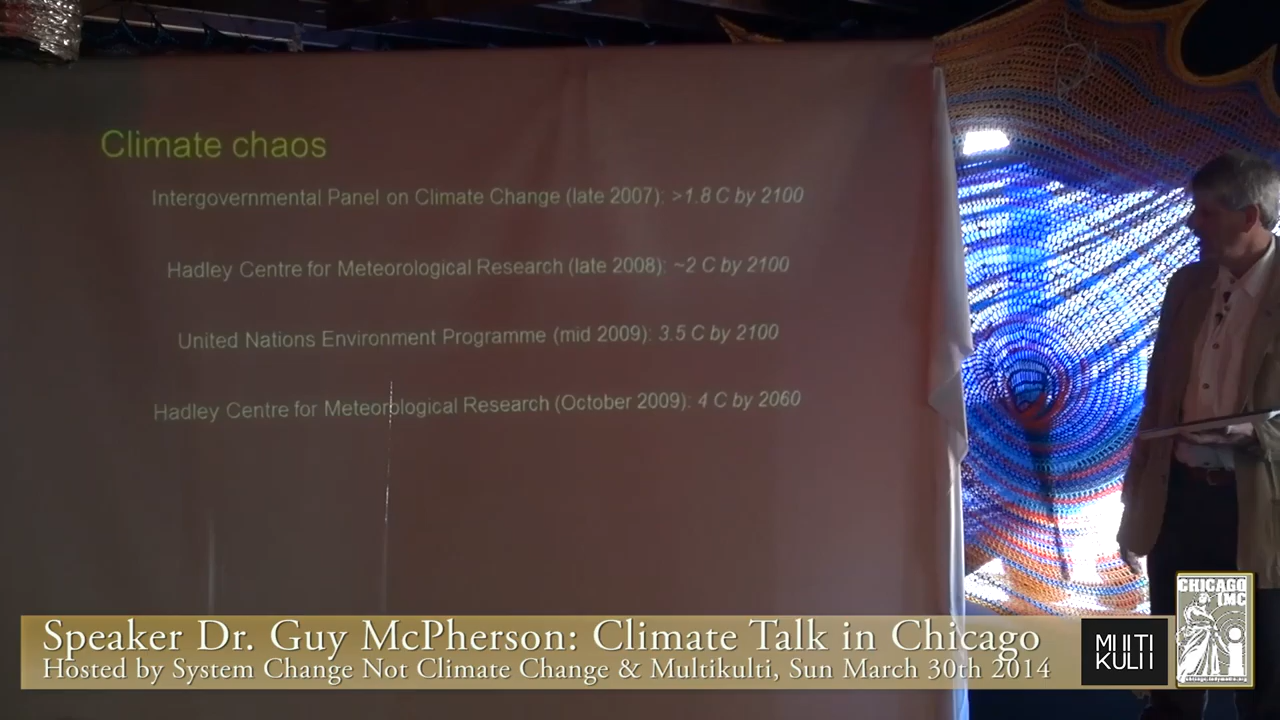 Climate chaos
Intergovernmental Panel on Climate Change (late 2007): >1.8 C by 2100
Hadley Centre for Meteorological Research (late 2008): ~2 C by 2100
United Nations Environment Programme (mid 2009): 3.5 C by 2100
Hadley Centre for Meteorological Research (October 2009): 4 C by 2060
Speaker Dr. Guy McPherson: Climate Talk in Chicago
Hosted by System Change Not Climate Change & Multikulti, Sun March 30th 2014
MULTI
KULTI
CHICAGO
IMC
chicago.indymedia.org